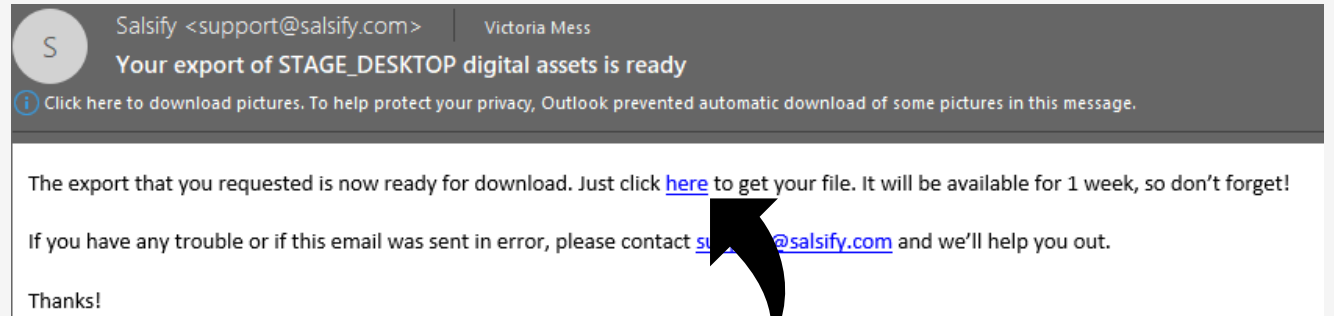 S
Salsify <support@salsify.com> Victoria Mess
Your export of STAGE_DESKTOP digital assets is ready
Click here to download pictures. To help protect your privacy, Outlook prevented automatic download of some pictures in this message.
The export that you requested is now ready for download. Just click here to get your file. It will be available for 1 week, so don't forget!
If you have any trouble or if this email was sent in error, please contact @salsify.com and we'll help you out.
Thanks!